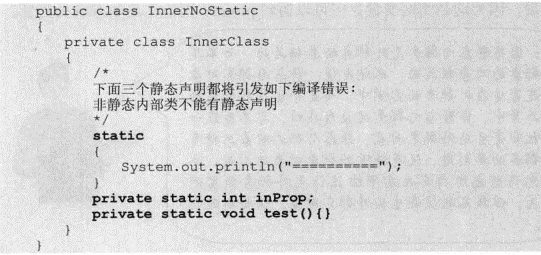 public class InnerNoStatic
{
    private class InnerClass
    {
        /*
        下面三个静态声明都将引发如下编译错误:
        非静态内部类不能有静态声明
        */
        static
        {
            System.out.println("==========");
        }
        private static int inProp;
        private static void test(){}
    }
}